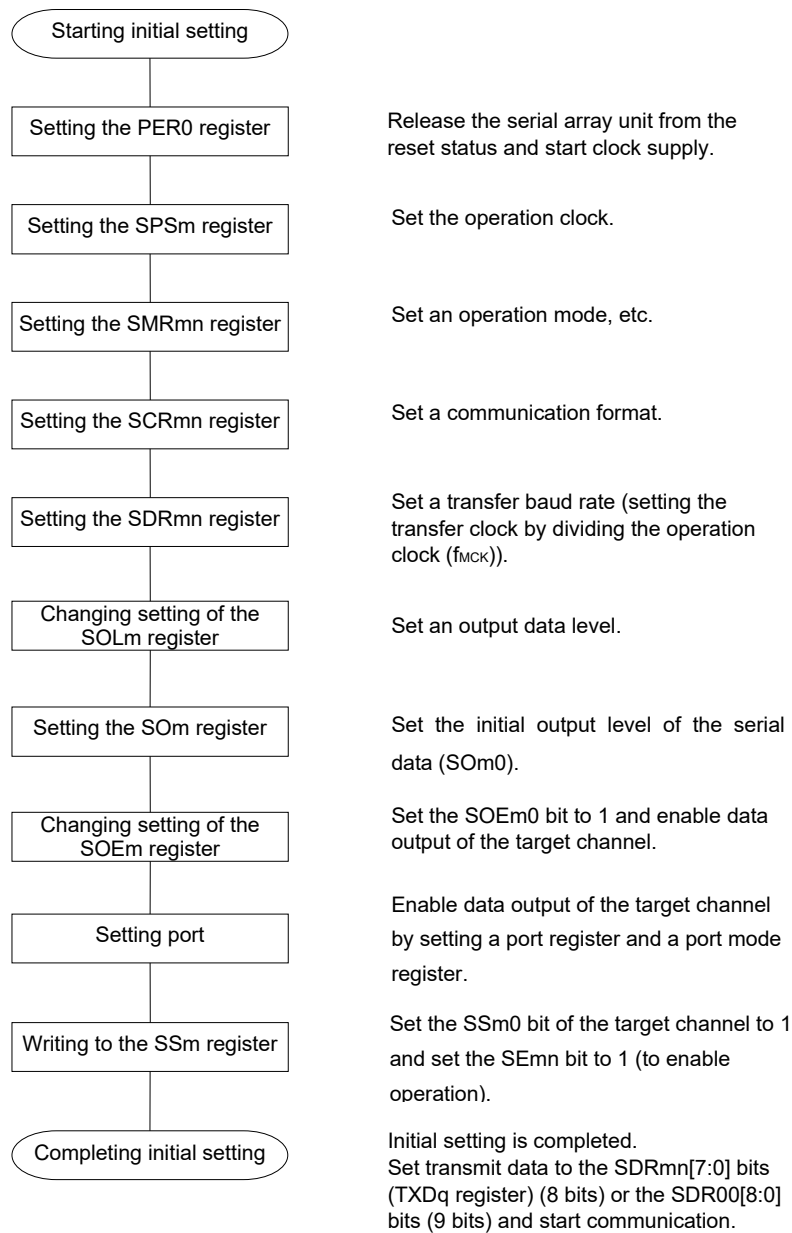 Starting initial setting
Setting the PER0 register
Release the serial array unit from the
reset status and start clock supply.
Setting the SPSm register
Set the operation clock.
Setting the SMRmn register
Set an operation mode, etc.
Setting the SCRmn register
Set a communication format.
Setting the SDRmn register
Set a transfer baud rate (setting the
transfer clock by dividing the operation
clock (fMCK)).
Changing setting of the
SOLm register
Set an output data level.
Setting the SOm register
Set the initial output level of the serial
data (SOm0).
Changing setting of the
SOEm register
Set the SOEm0 bit to 1 and enable data
output of the target channel.
Setting port
Enable data output of the target channel
by setting a port register and a port mode
register.
Writing to the SSm register
Set the SSm0 bit of the target channel to 1
and set the SEmn bit to 1 (to enable
operation).
Completing initial setting
Initial setting is completed.
Set transmit data to the SDRmn[7:0] bits
(TXDq register) (8 bits) or the SDR00[8:0]
bits (9 bits) and start communication.